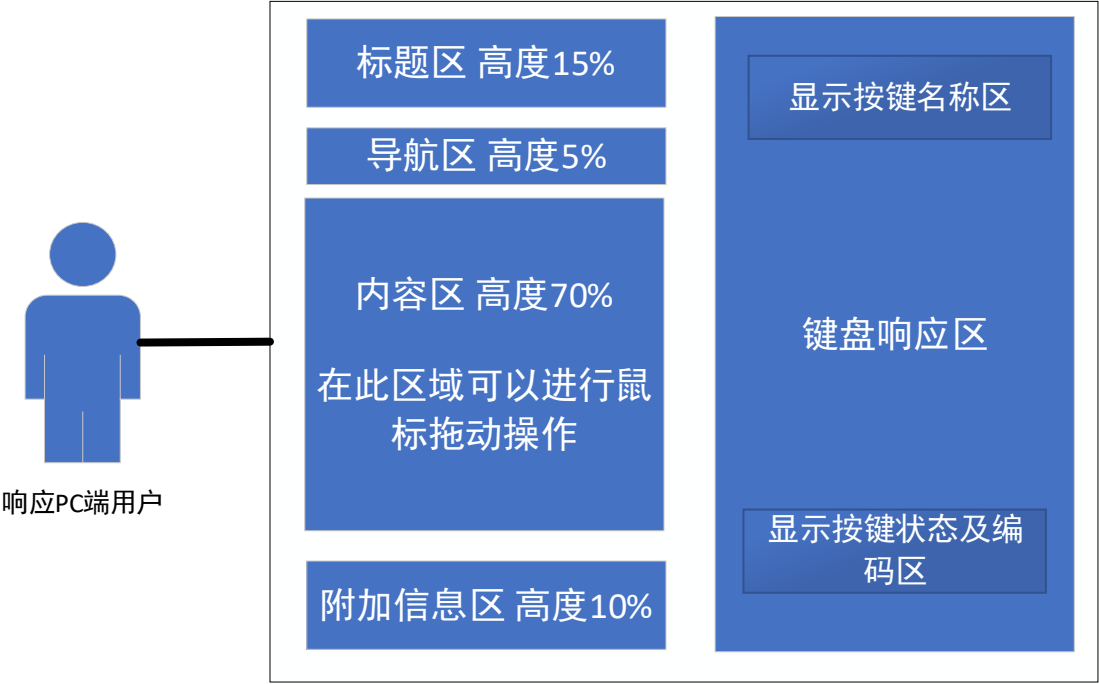 标题区 高度15%
导航区 高度5%
内容区 高度70%
在此区域可以进行鼠
标拖动操作
附加信息区 高度10%
显示按键名称区
键盘响应区
显示按键状态及编
码区
响应PC端用户